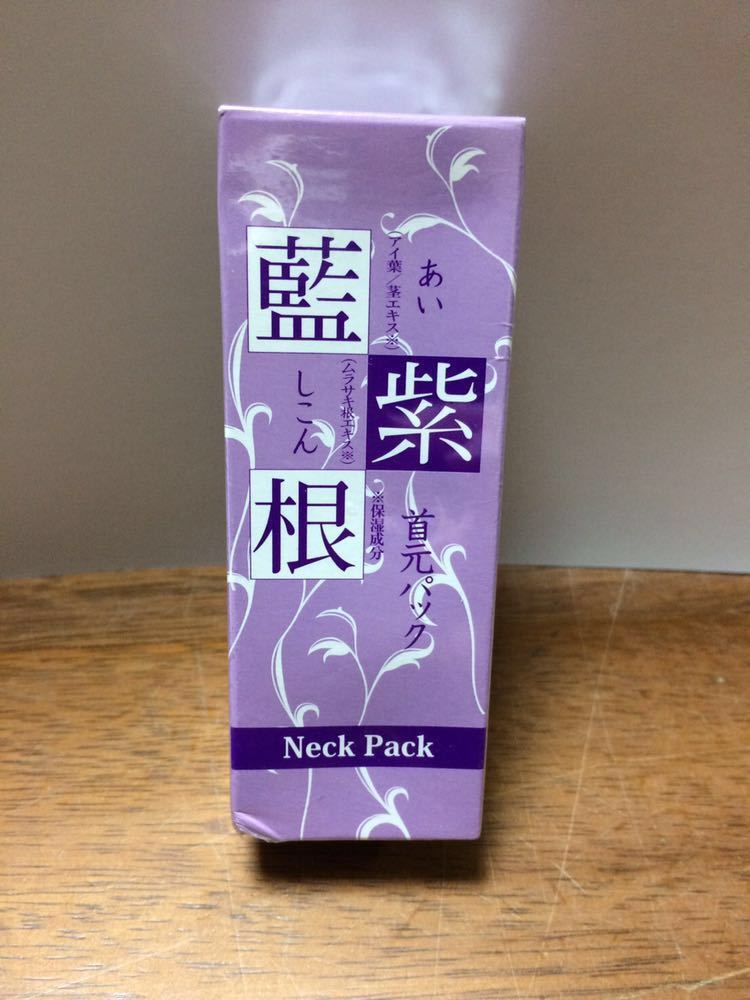 藍
あい
(アイ葉/茎エキス※)
紫
根
しこん
(ムラサキ根エキス※)
※保湿成分
首元パック
Neck Pack